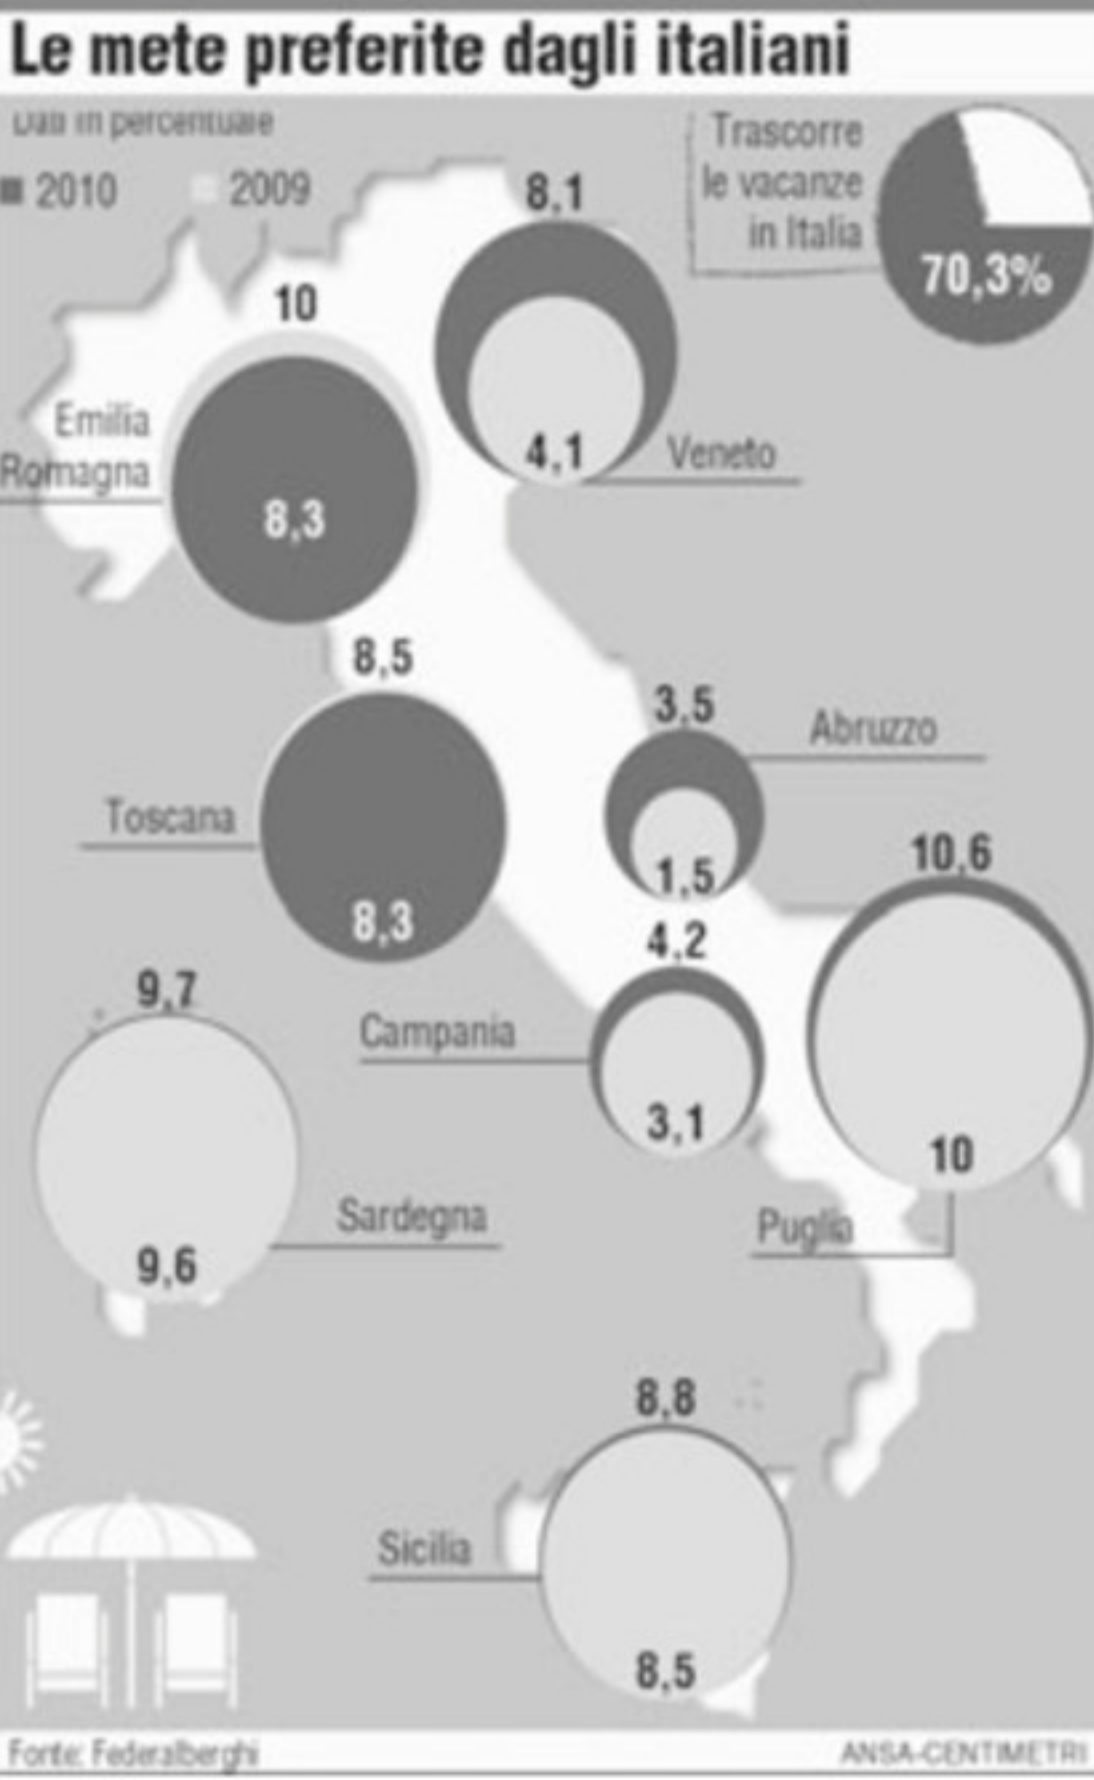 Le mete preferite dagli italiani
Dati in percentuale
2010
2009
Trascorre
le vacanze
in Italia
70,3%
8,1
4,1
Veneto
10
Emilia
Romagna
8,3
8,5
Toscana
8,3
3,5
Abruzzo
1,5
10,6
10
Puglia
4,2
Campania
3,1
9,7
Sardegna
9,6
8,8
Sicilia
8,5
Fonte: Federalberghi
ANSA-CENTIMETRI